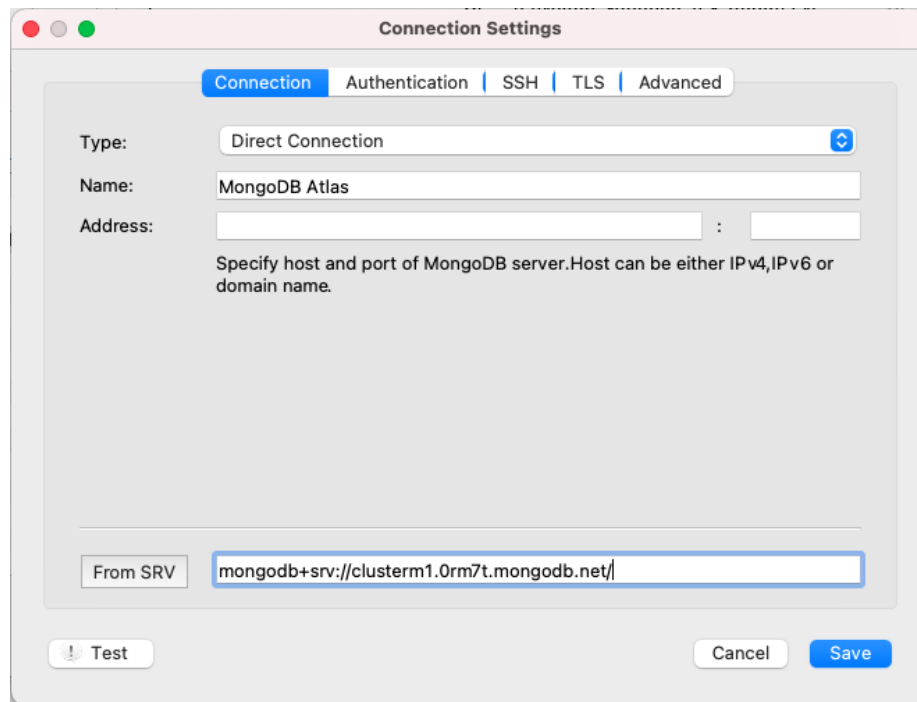 Connection Settings
Connection Authentication SSH TLS Advanced
Type: Direct Connection
Name: MongoDB Atlas
Address: :
Specify host and port of MongoDB server.Host can be either IPv4,IPv6 or
domain name.
From SRV mongodb+srv://clusterm1.0rm7t.mongodb.net/
! Test Cancel Save